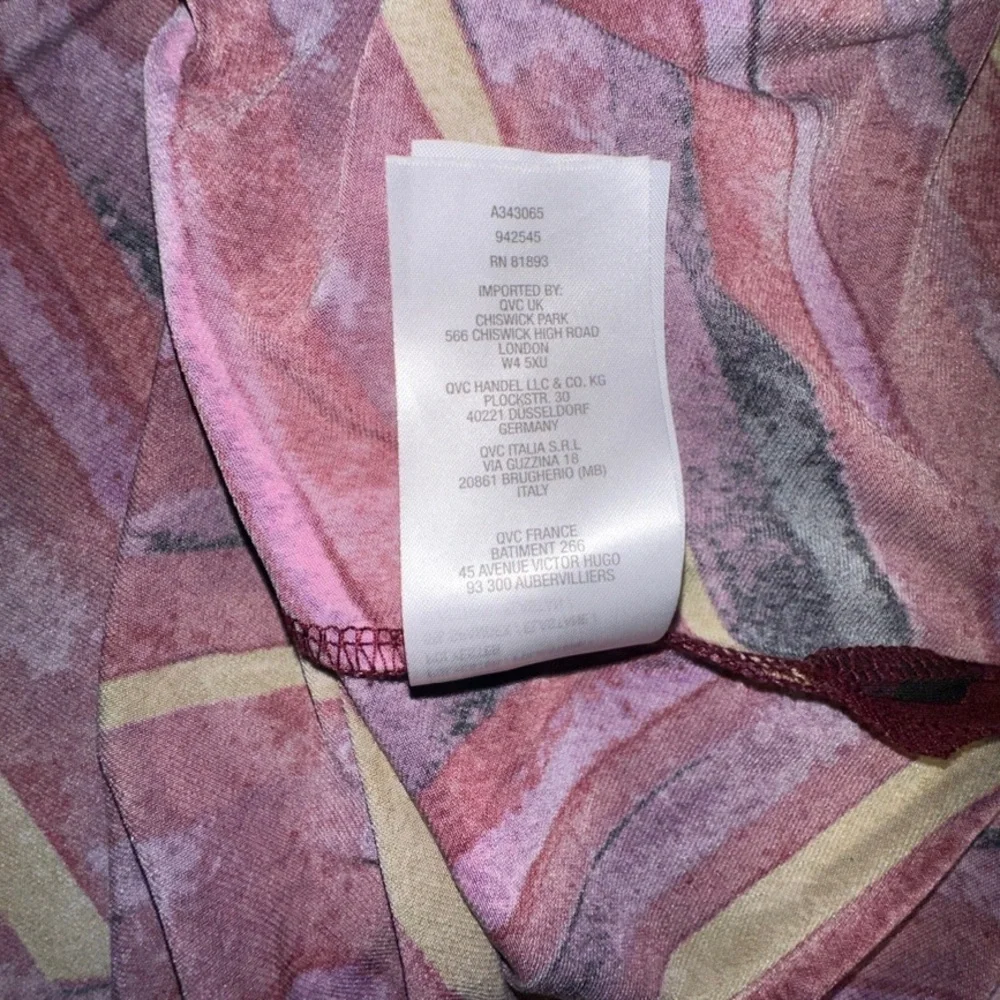 A343065
942545
RN 81893
IMPORTED BY:
QVC UK
CHISWICK PARK
566 CHISWICK HIGH ROAD
LONDON
W4 5XU
QVC HANDEL LLC & CO. KG
PLOCKSTR. 30
40221 DÜSSELDORF
GERMANY
QVC ITALIA S.R.L
VIA GUZZINA 18
20861 BRUGHERIO (MB)
ITALY
QVC FRANCE
BATIMENT 266
45 AVENUE VICTOR HUGO
93 300 AUBERVILLIERS